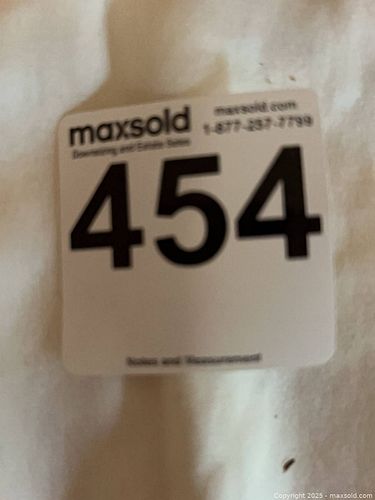 maxsold
maxsold.com
1-877-257-7799
Downsizing and Estate Sales
454
Notes and Measurement
Copyright 2025 - maxsold.com